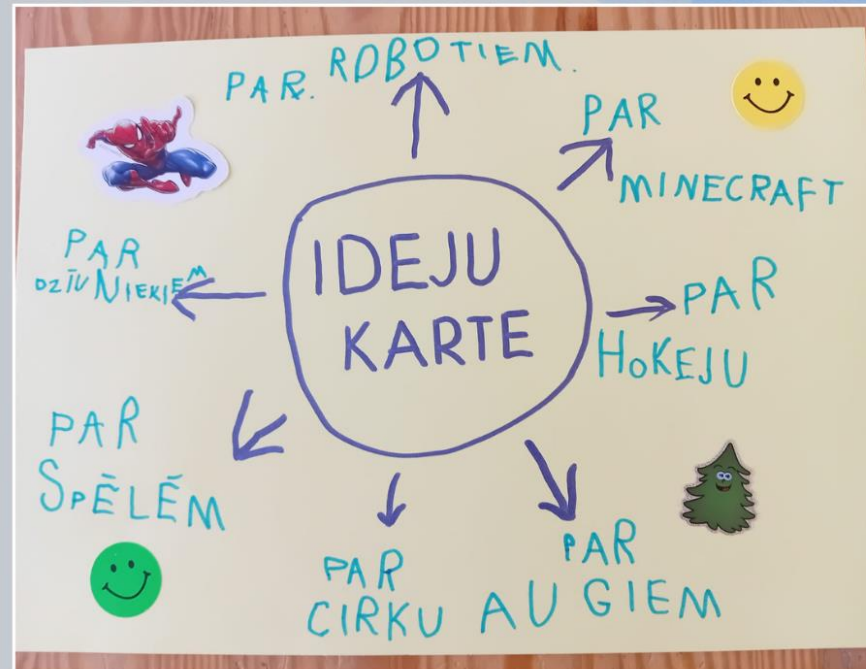 PAR. ROBOTIEM.
PAR
MINECRAFT
PAR
DZĪVNIEKIEM
IDEJU
KARTE
PAR
HOKEJU
PAR
SPĒLĒM
PAR
CIRKU
PAR
AUGIEM